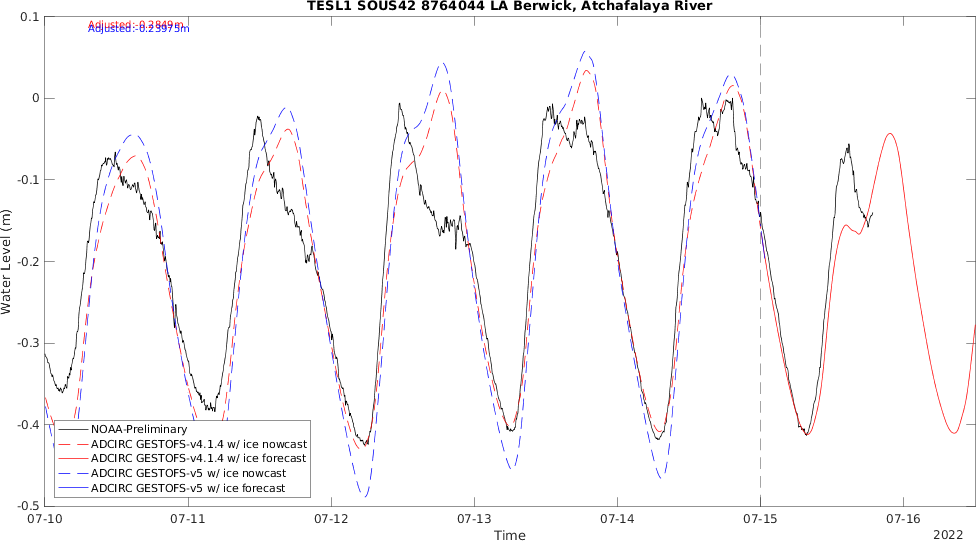 TESL1 SOUS42 8764044 LA Berwick, Atchafalaya River
Adjusted:-0.2849m
Adjusted:-0.23975m
0.1
0
-0.1
-0.2
-0.3
-0.4
-0.5
Water Level (m)
NOAA-Preliminary
ADCIRC GESTOFS-v4.1.4 w/ ice nowcast
ADCIRC GESTOFS-v4.1.4 w/ ice forecast
ADCIRC GESTOFS-v5 w/ ice nowcast
ADCIRC GESTOFS-v5 w/ ice forecast
07-10 07-11 07-12 07-13 07-14 07-15 07-16
Time
2022